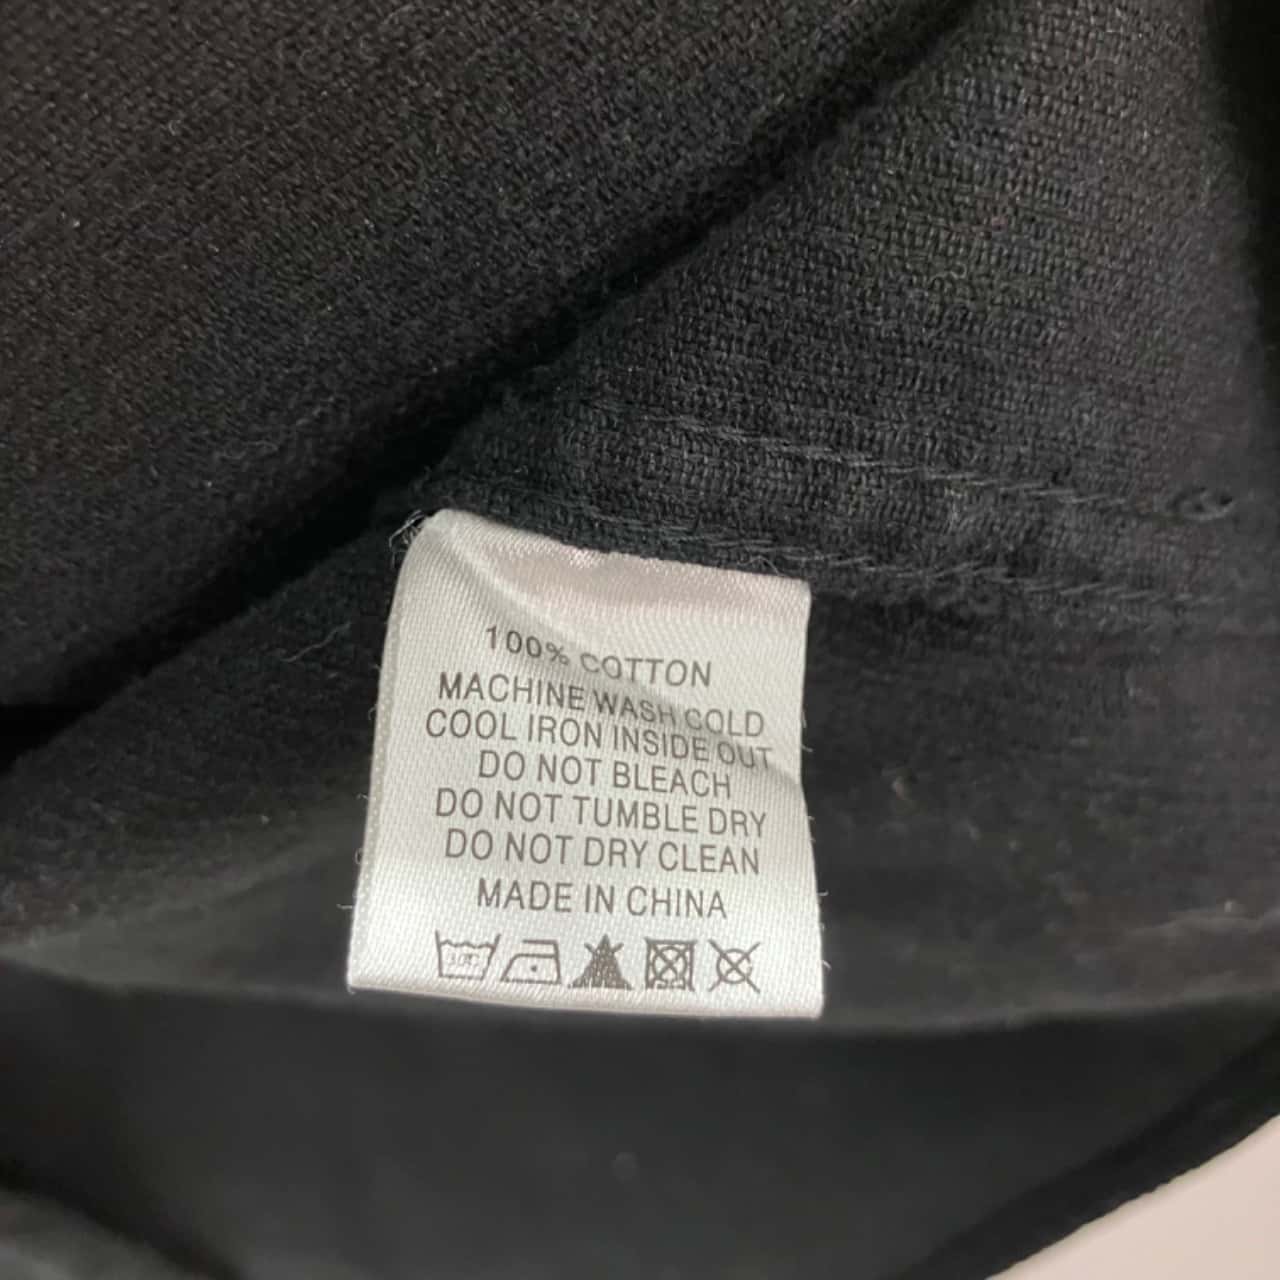 100% COTTON
MACHINE WASH COLD
COOL IRON INSIDE OUT
DO NOT BLEACH
DO NOT TUMBLE DRY
DO NOT DRY CLEAN
MADE IN CHINA
30°C